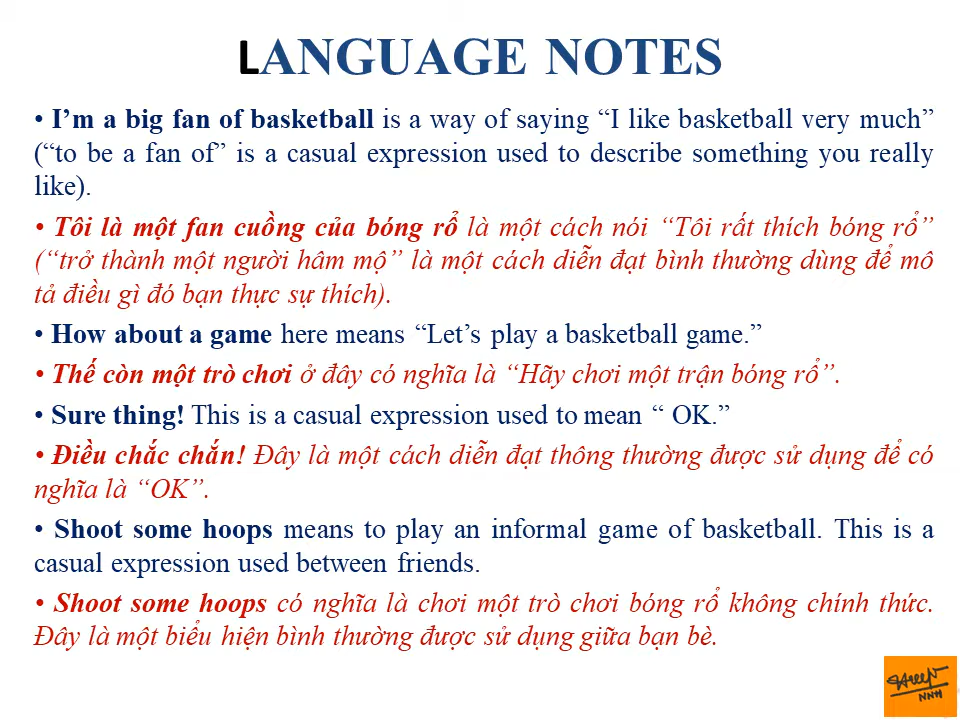 LANGUAGE NOTES
• I’m a big fan of basketball is a way of saying “I like basketball very much”
(“to be a fan of” is a casual expression used to describe something you really
like).
• Tôi là một fan cuồng của bóng rổ là một cách nói “Tôi rất thích bóng rổ”
(“trở thành một người hâm mộ” là một cách diễn đạt bình thường dùng để mô
tả điều gì đó bạn thực sự thích).
• How about a game here means “Let’s play a basketball game.”
• Thế còn một trò chơi ở đây có nghĩa là “Hãy chơi một trận bóng rổ”.
• Sure thing! This is a casual expression used to mean “ OK.”
• Điều chắc chắn! Đây là một cách diễn đạt thông thường được sử dụng để có
nghĩa là “OK”.
• Shoot some hoops means to play an informal game of basketball. This is a
casual expression used between friends.
• Shoot some hoops có nghĩa là chơi một trò chơi bóng rổ không chính thức.
Đây là một biểu hiện bình thường được sử dụng giữa bạn bè.
NNH